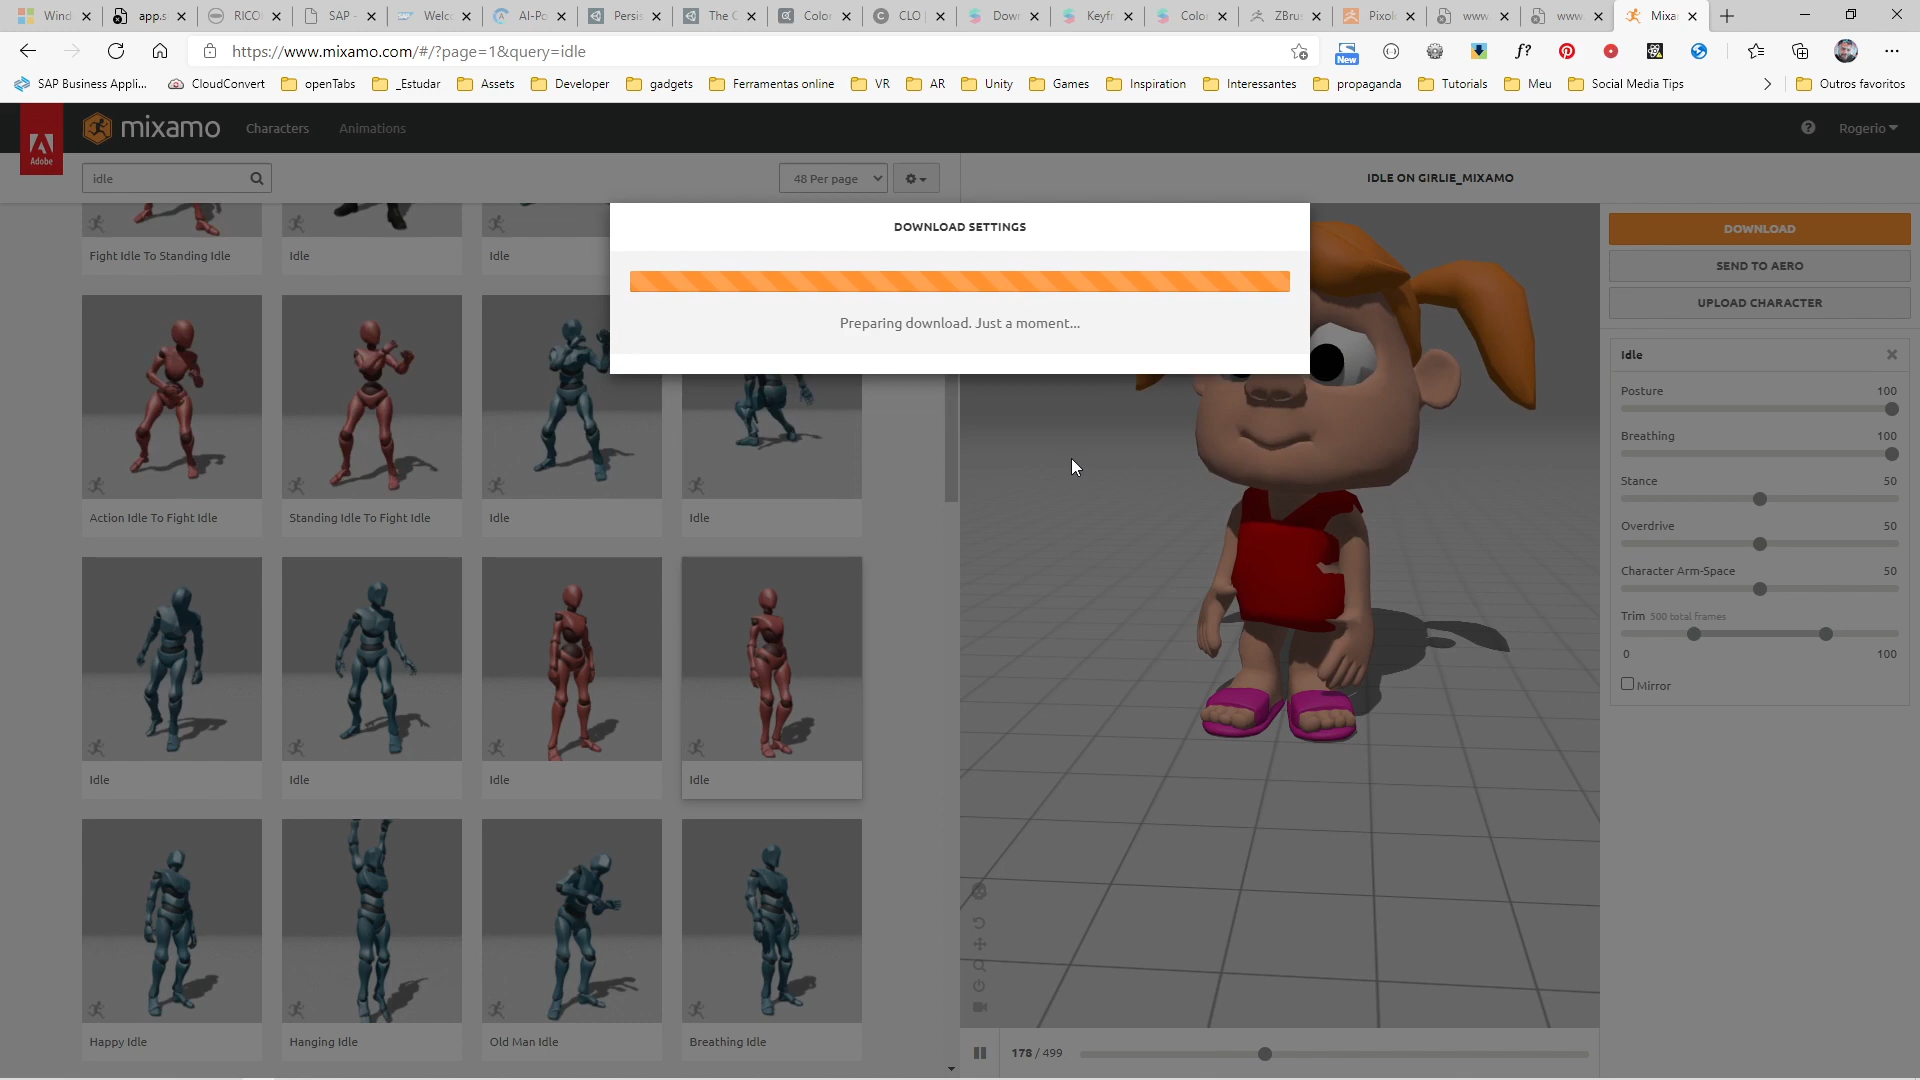 Wind
app.s
RICO
SAP -
Welc
AI-Po
Persis
The C
Color
CLO
Dow
Keyfr
Color
ZBru
Pixol
www
www
Mixa
https://www.mixamo.com/#/?page=1&query=idle
New
f?
SAP Business Appli...
CloudConvert
openTabs
_Estudar
Assets
Developer
gadgets
Ferramentas online
VR
AR
Unity
Games
Inspiration
Interessantes
propaganda
Tutorials
Meu
Social Media Tips
Outros favoritos
Adobe
mixamo
Characters
Animations
Rogerio
idle
48 Per page
IDLE ON GIRLIE_MIXAMO
DOWNLOAD SETTINGS
Preparing download. Just a moment...
Fight Idle To Standing Idle
Idle
Idle
Action Idle To Fight Idle
Standing Idle To Fight Idle
Idle
Idle
Idle
Idle
Idle
Idle
Happy Idle
Hanging Idle
Old Man Idle
Breathing Idle
178 / 499
DOWNLOAD
SEND TO AERO
UPLOAD CHARACTER
Idle
Posture 100
Breathing 100
Stance 50
Overdrive 50
Character Arm-Space 50
Trim 500 total frames
0 100
Mirror